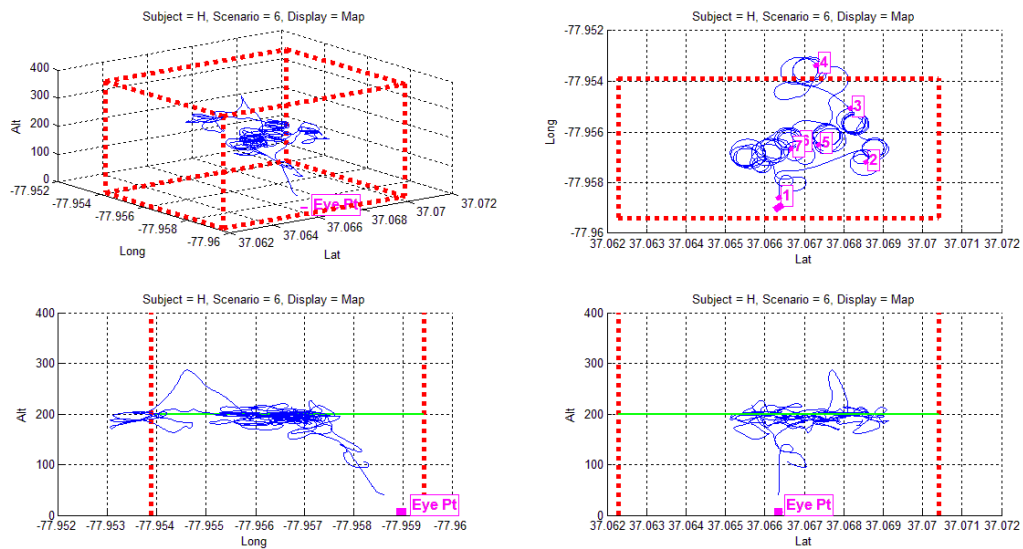 Subject = H, Scenario = 6, Display = Map
400
300
200
100
0
Alt
-77.952
-77.954
-77.956
-77.958
-77.96
Long
37.062
37.064
37.066
37.068
37.07
37.072
Lat
Eye Pt
Subject = H, Scenario = 6, Display = Map
-77.952
-77.954
-77.956
-77.958
-77.96
Long
4
3
6
5
7
2
1
37.062 37.063 37.064 37.065 37.066 37.067 37.068 37.069 37.07 37.071 37.072
Lat
Subject = H, Scenario = 6, Display = Map
400
300
200
100
0
Alt
Eye Pt
-77.952 -77.953 -77.954 -77.955 -77.956 -77.957 -77.958 -77.959 -77.96
Long
Subject = H, Scenario = 6, Display = Map
400
300
200
100
0
Alt
Eye Pt
37.062 37.063 37.064 37.065 37.066 37.067 37.068 37.069 37.07 37.071 37.072
Lat